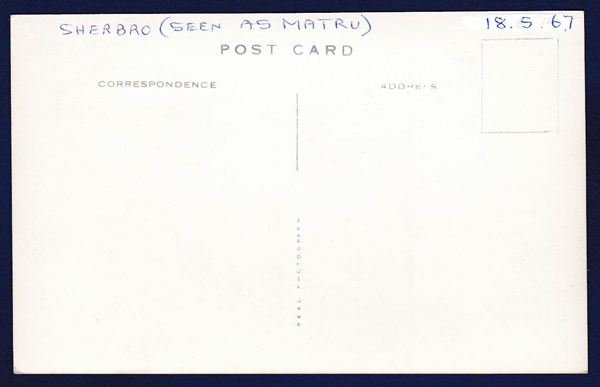 SHERBRO (SEEN AS MATRU) 18.5.67
POST CARD
CORRESPONDENCE ADDRESS
REAL PHOTOGRAPH